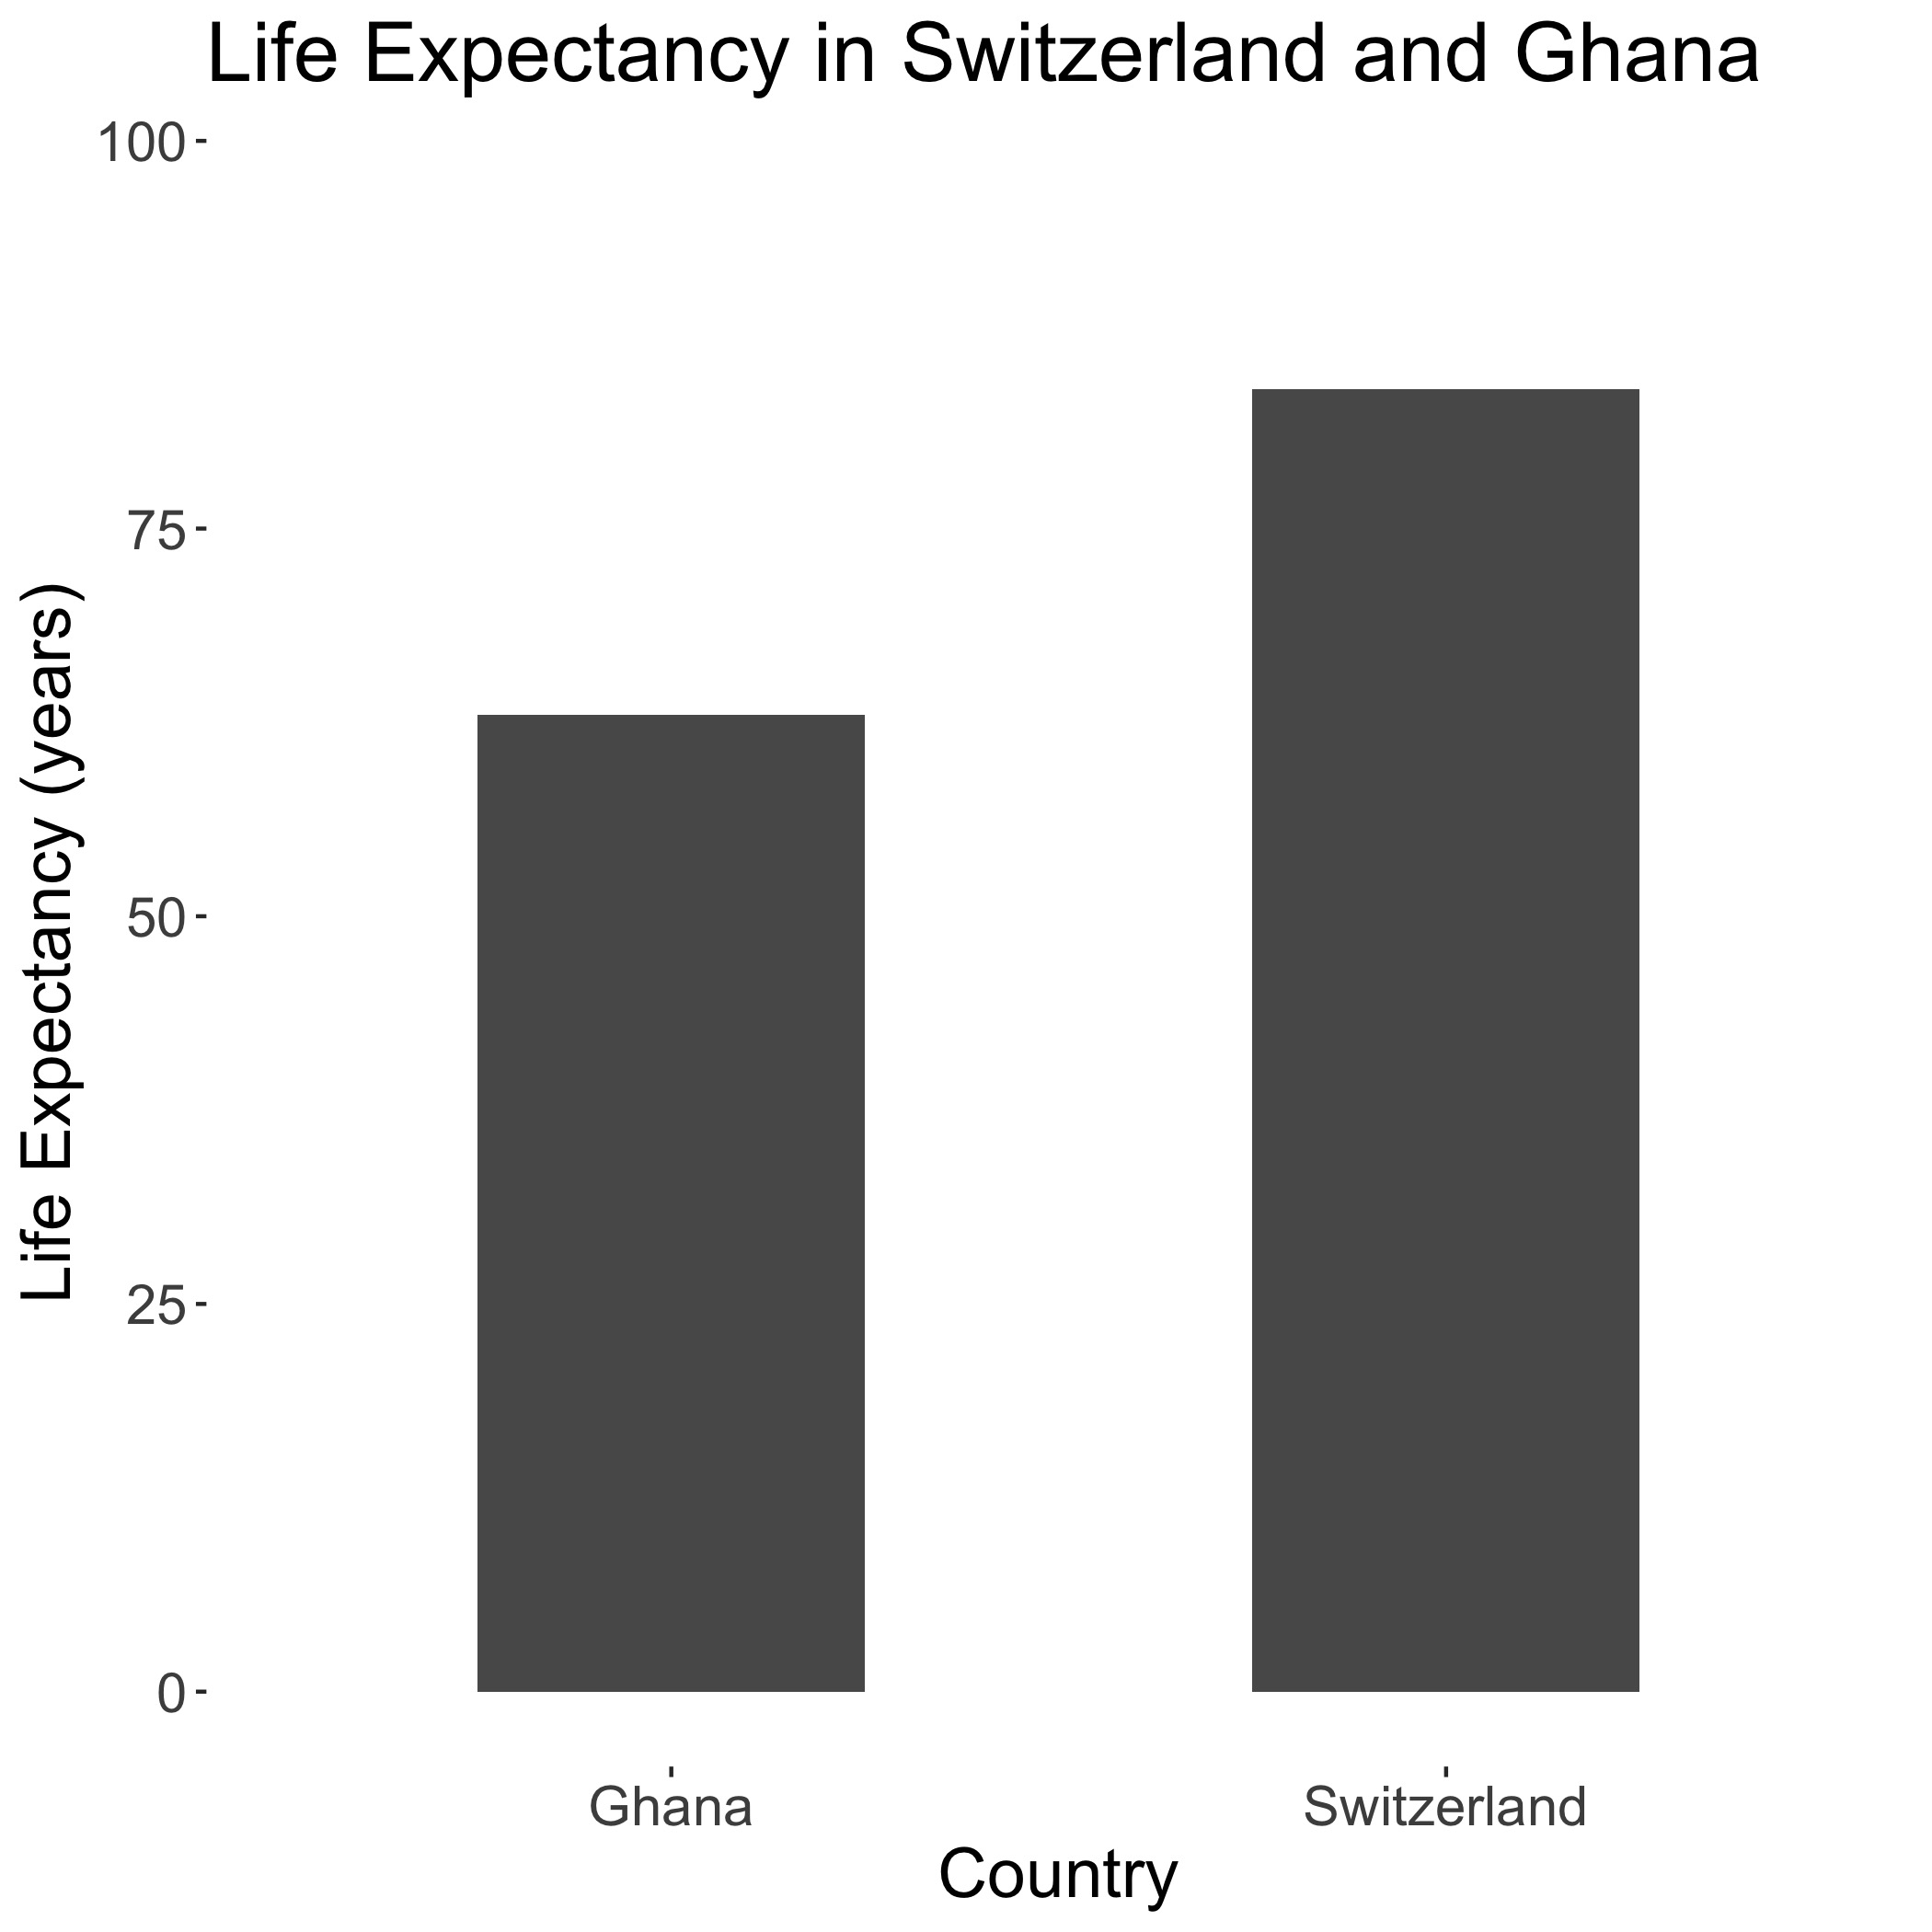 Life Expectancy in Switzerland and Ghana
100
75
50
25
0
Life Expectancy (years)
Ghana
Switzerland
Country